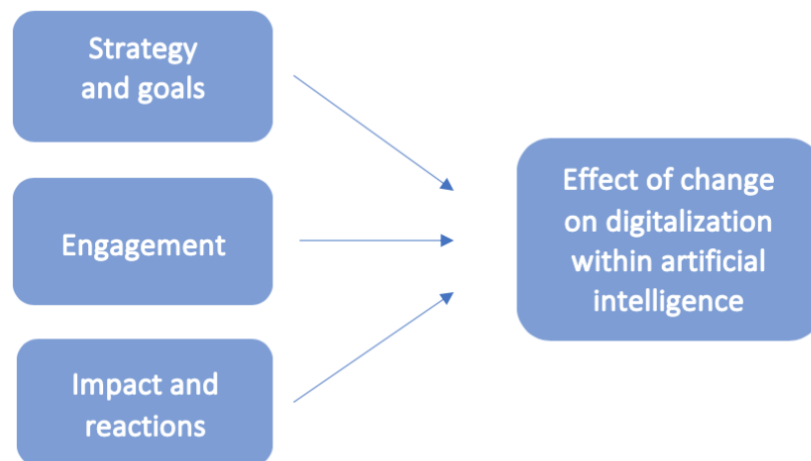 Strategy
and goals
Engagement
Impact and
reactions
Effect of change
on digitalization
within artificial
intelligence